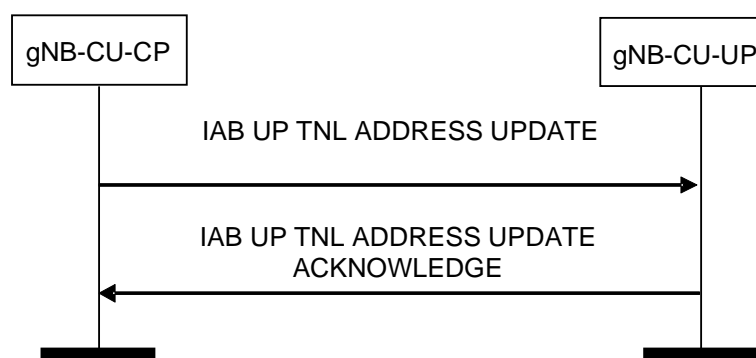 gNB-CU-CP
gNB-CU-UP
IAB UP TNL ADDRESS UPDATE
IAB UP TNL ADDRESS UPDATE
ACKNOWLEDGE